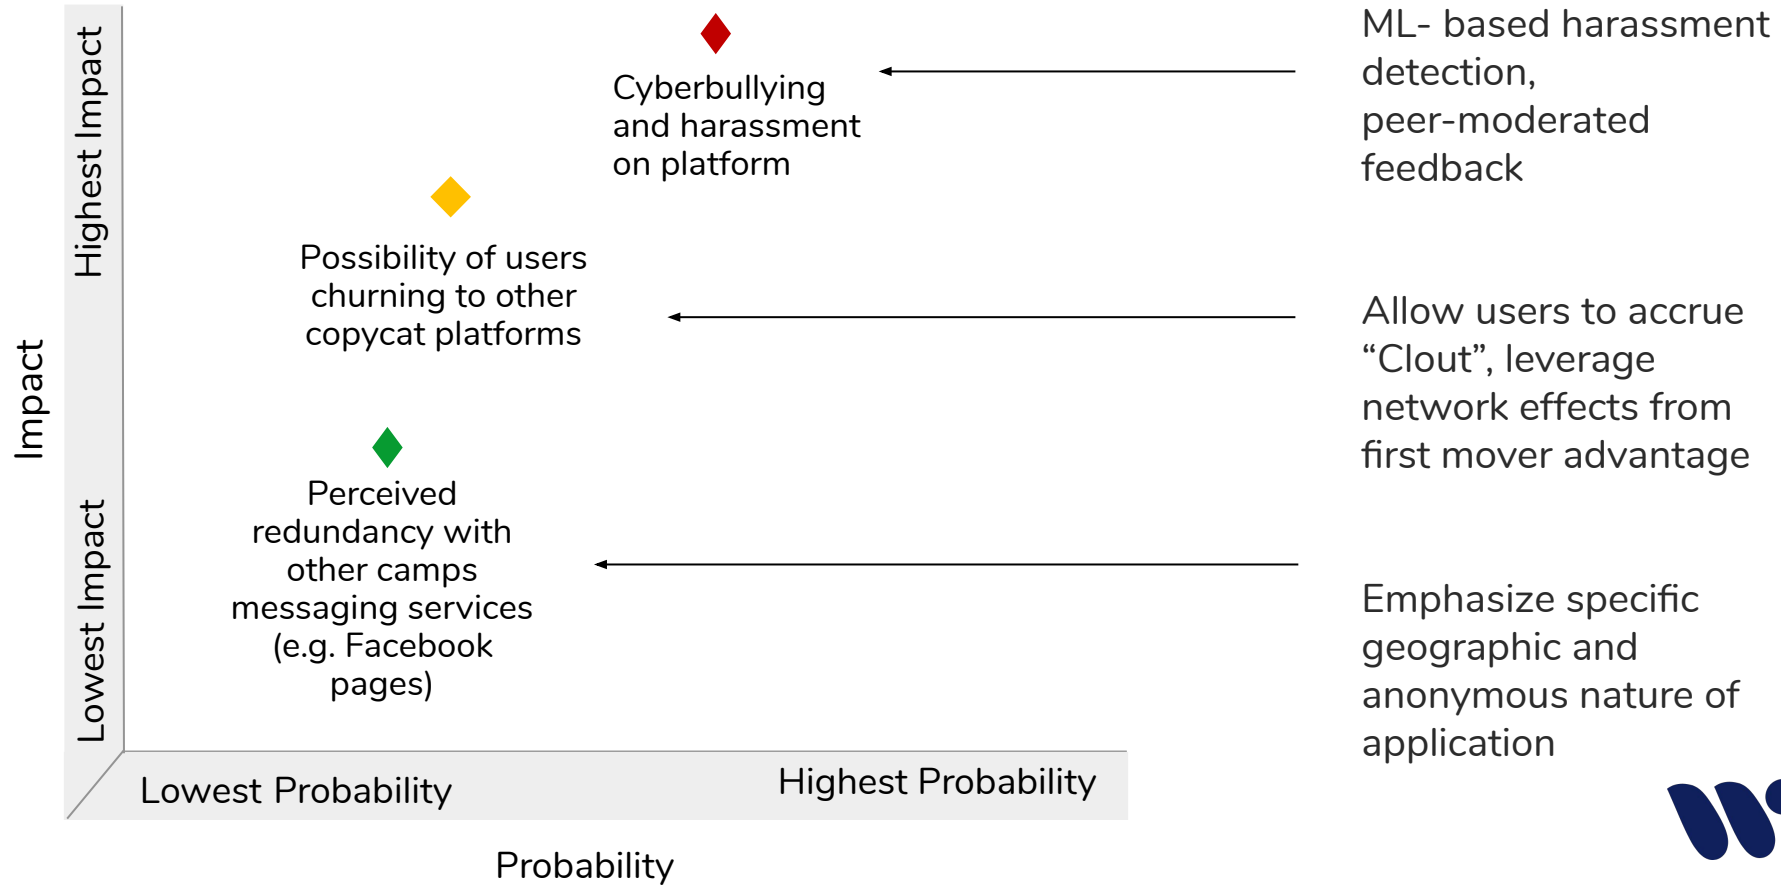 Impact
Highest Impact
Lowest Impact
Cyberbullying
and harassment
on platform
Possibility of users
churning to other
copycat platforms
Perceived
redundancy with
other camps
messaging services
(e.g. Facebook
pages)
Lowest Probability
Highest Probability
Probability
ML- based harassment
detection,
peer-moderated
feedback
Allow users to accrue
“Clout”, leverage
network effects from
first mover advantage
Emphasize specific
geographic and
anonymous nature of
application